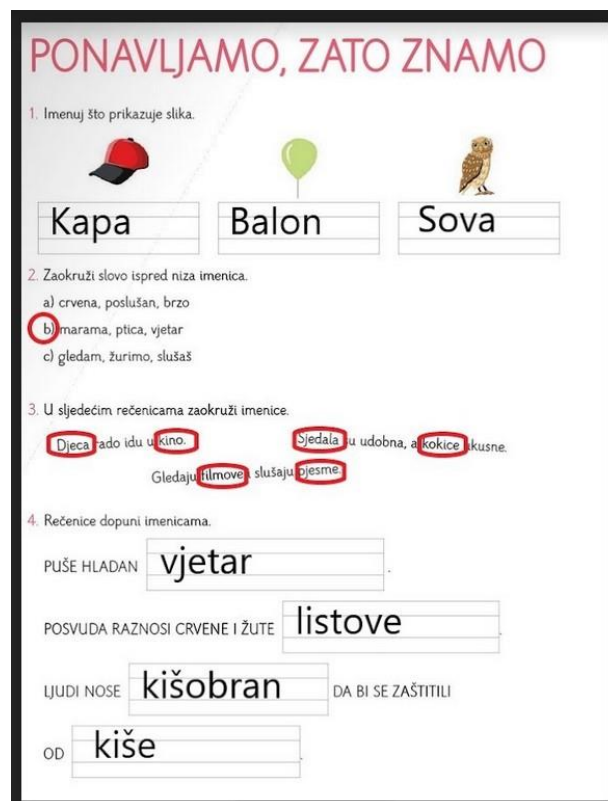 PONAVLJAMO, ZATO ZNAMO
1. Imenuj što prikazuje slika.
Kapa Balon Sova
2. Zaokruži slovo ispred niza imenica.
a) crvena, poslušan, brzo
b) marama, ptica, vjetar
c) gledam, žurimo, slušaš
3. U sljedećim rečenicama zaokruži imenice.
Djeca rado idu u kino. Sjedala su udobna, a kokice ukusne.
Gledaju filmove i slušaju pjesme.
4. Rečenice dopuni imenicama.
PUŠE HLADAN vjetar.
POSVUDA RAZNOSI CRVENE I ŽUTE listove.
LJUDI NOSE kišobran DA BI SE ZAŠTITILI
OD kiše.